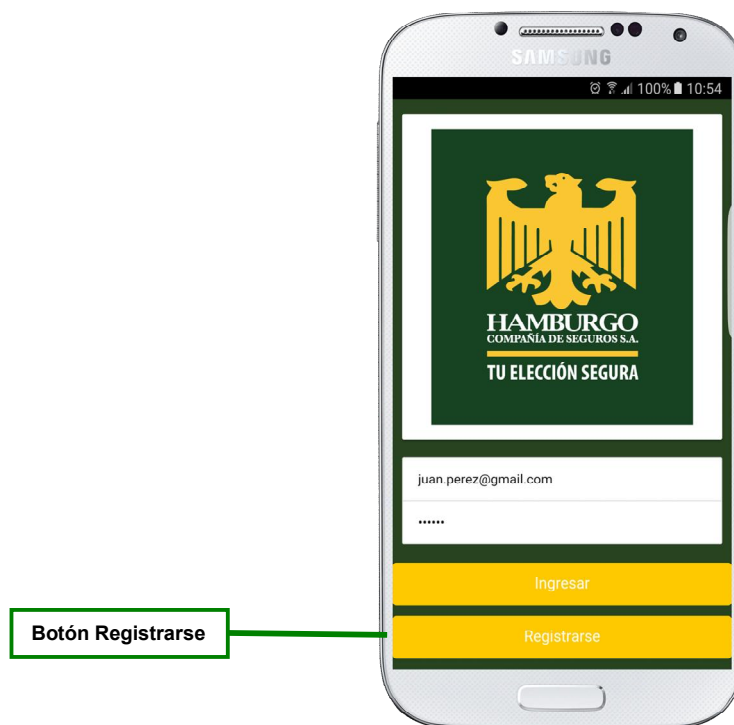 SAMSUNG
100% 10:54
HAMBURGO
COMPAÑÍA DE SEGUROS S.A.
TU ELECCIÓN SEGURA
juan.perez@gmail.com
••••••
Ingresar
Botón Registrarse
Registrarse